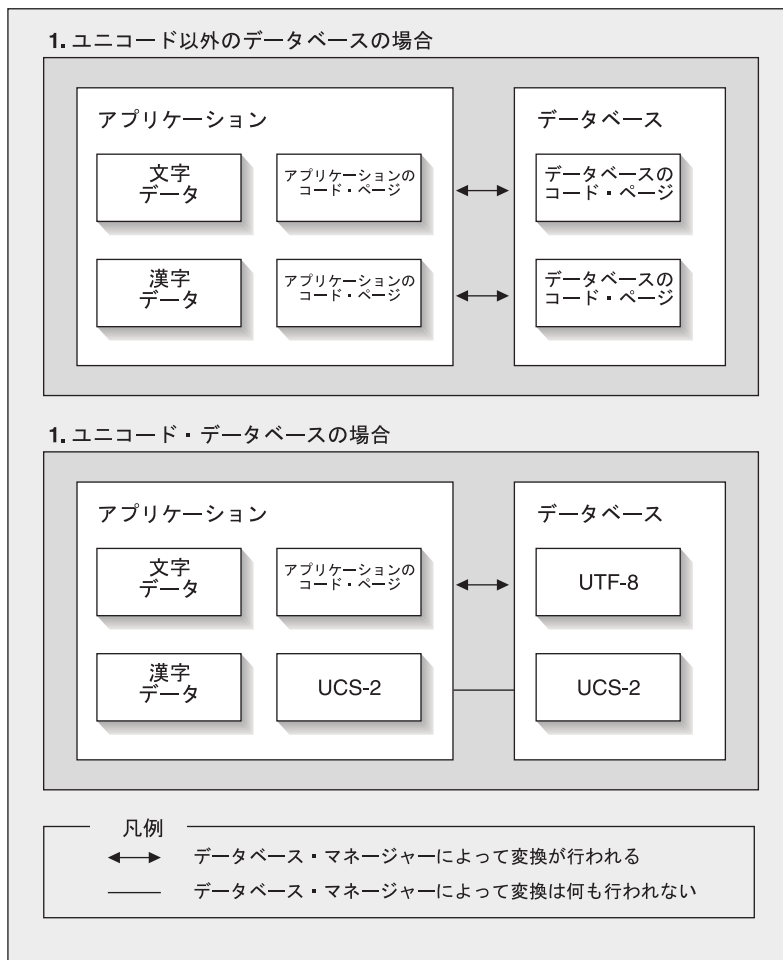 1. ユニコード以外のデータベースの場合
アプリケーション
データベース
文字
データ
アプリケーションの
コード・ページ
データベースの
コード・ページ
漢字
データ
アプリケーションの
コード・ページ
データベースの
コード・ページ
1. ユニコード・データベースの場合
アプリケーション
データベース
文字
データ
アプリケーションの
コード・ページ
UTF-8
漢字
データ
UCS-2
UCS-2
凡例
データベース・マネージャーによって変換が行われる
データベース・マネージャーによって変換は何も行われない